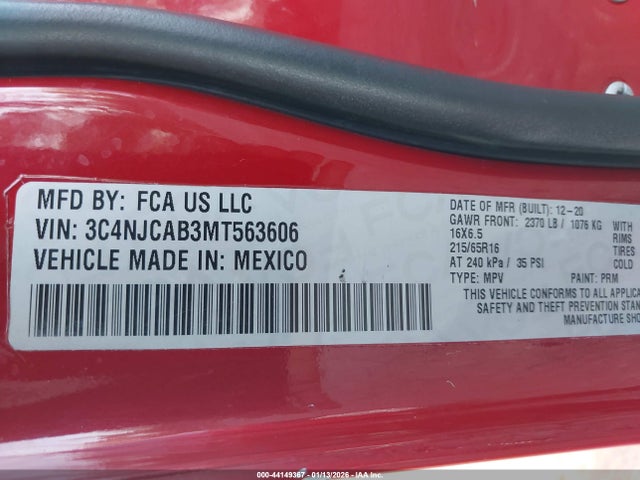 MFD BY: FCA US LLC
VIN: 3C4NJCAB3MT563606
VEHICLE MADE IN: MEXICO
DATE OF MFR (BUILT): 12-20
GAWR FRONT: 2370 LB / 1076 KG WITH
16X6.5 RIMS
215/65R16 TIRES
AT 240 kPa / 35 PSI COLD
TYPE: MPV PAINT: PRM
THIS VEHICLE CONFORMS TO ALL APPLICA
SAFETY AND THEFT PREVENTION STAN
MANUFACTURE SHO
000-44149367 - 01/13/2026 - IAA Inc.